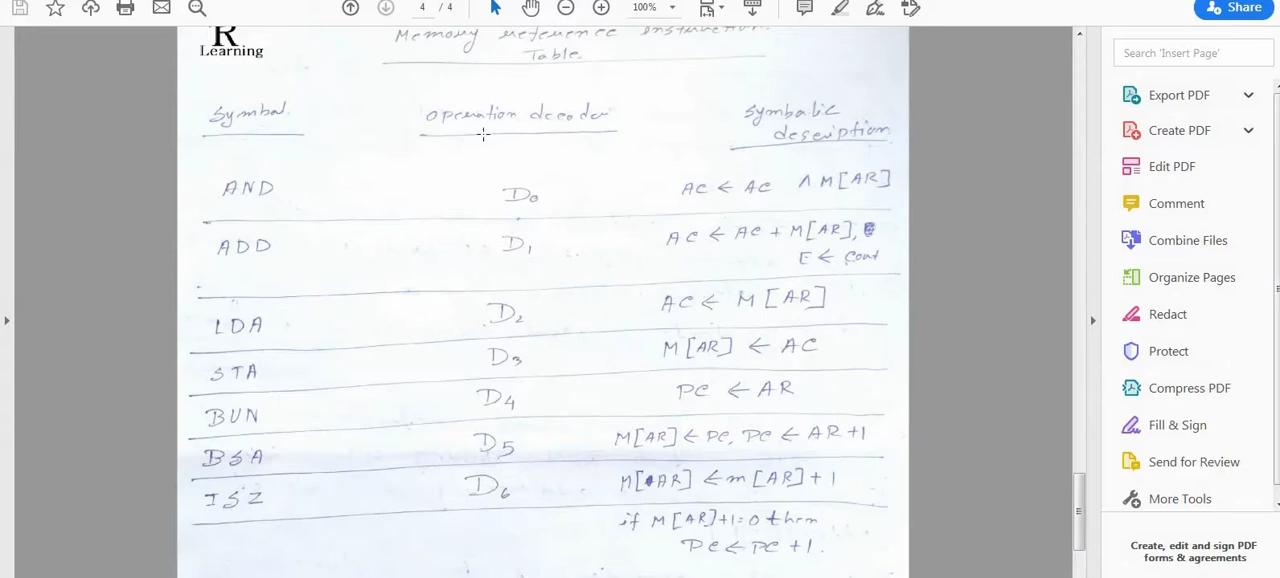 4 / 4
100%
Share
R
Learning
Memory reference instruction
Table.
Symbol.
operation decoder
Symbolic
description
AND D0 AC ← AC ∧ M[AR]
ADD D1 AC ← AC + M[AR],
E ← Cout
LDA D2 AC ← M[AR]
STA D3 M[AR] ← AC
BUN D4 PC ← AR
BSA D5 M[AR] ← PC, PC ← AR+1
ISZ D6 M[AR] ← m[AR]+1
if M[AR]+1=0 then
PC ← PC +1.
Search 'Insert Page'
Export PDF
Create PDF
Edit PDF
Comment
Combine Files
Organize Pages
Redact
Protect
Compress PDF
Fill & Sign
Send for Review
More Tools
Create, edit and sign PDF
forms & agreements